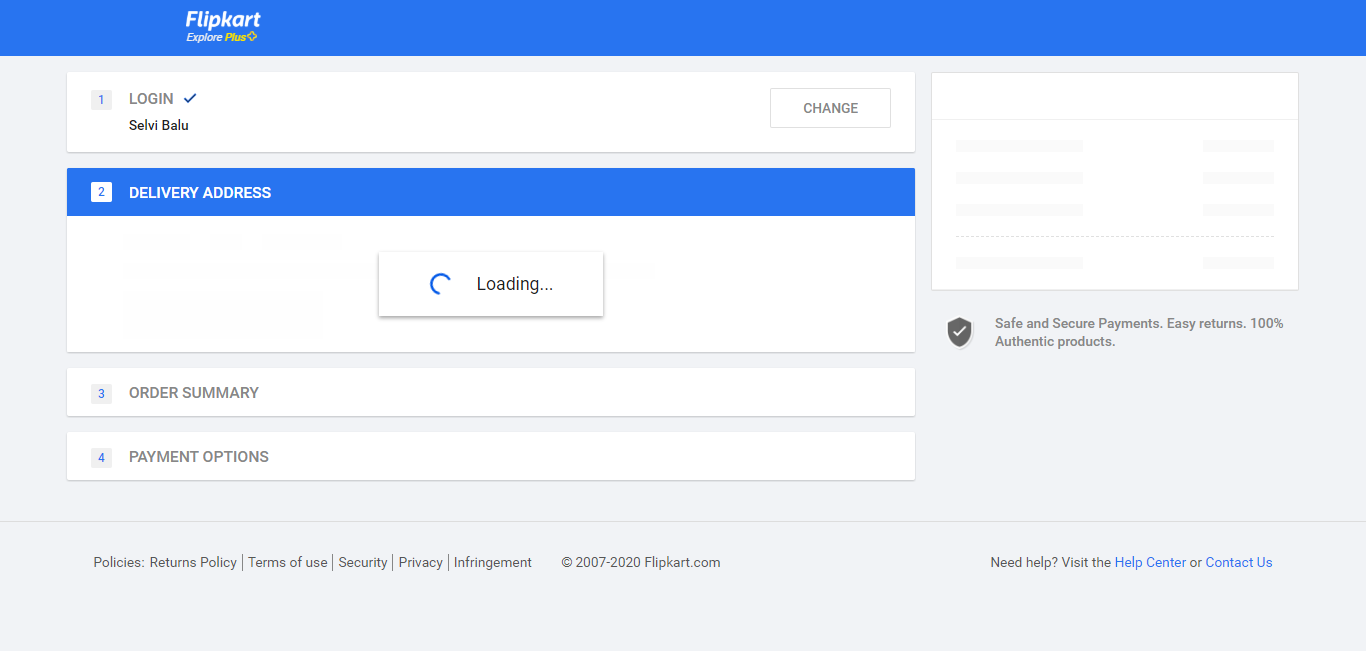 Flipkart
Explore Plus
1 LOGIN
Selvi Balu
CHANGE
2 DELIVERY ADDRESS
Loading...
3 ORDER SUMMARY
4 PAYMENT OPTIONS
Safe and Secure Payments. Easy returns. 100%
Authentic products.
Policies: Returns Policy | Terms of use | Security | Privacy | Infringement © 2007-2020 Flipkart.com Need help? Visit the Help Center or Contact Us